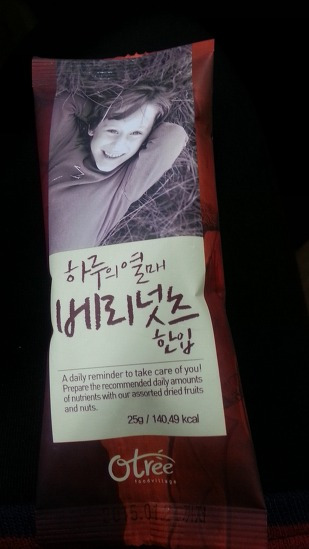 하루의 열매
베리넛츠
한입
A daily reminder to take care of you!
Prepare the recommended daily amounts
of nutrients with our assorted dried fruits
and nuts.
25g / 140,49 kcal
Otree
foodvillage